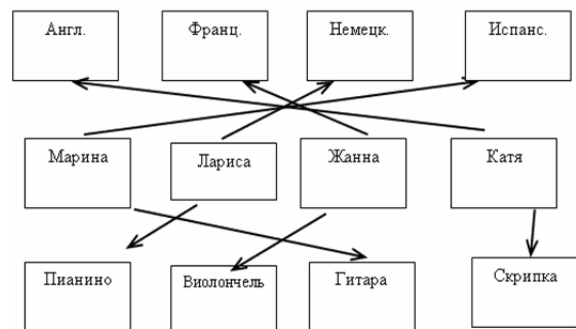 Англ.
Франц.
Немецк.
Испанс.
Марина
Лариса
Жанна
Катя
Пианино
Виолончель
Гитара
Скрипка